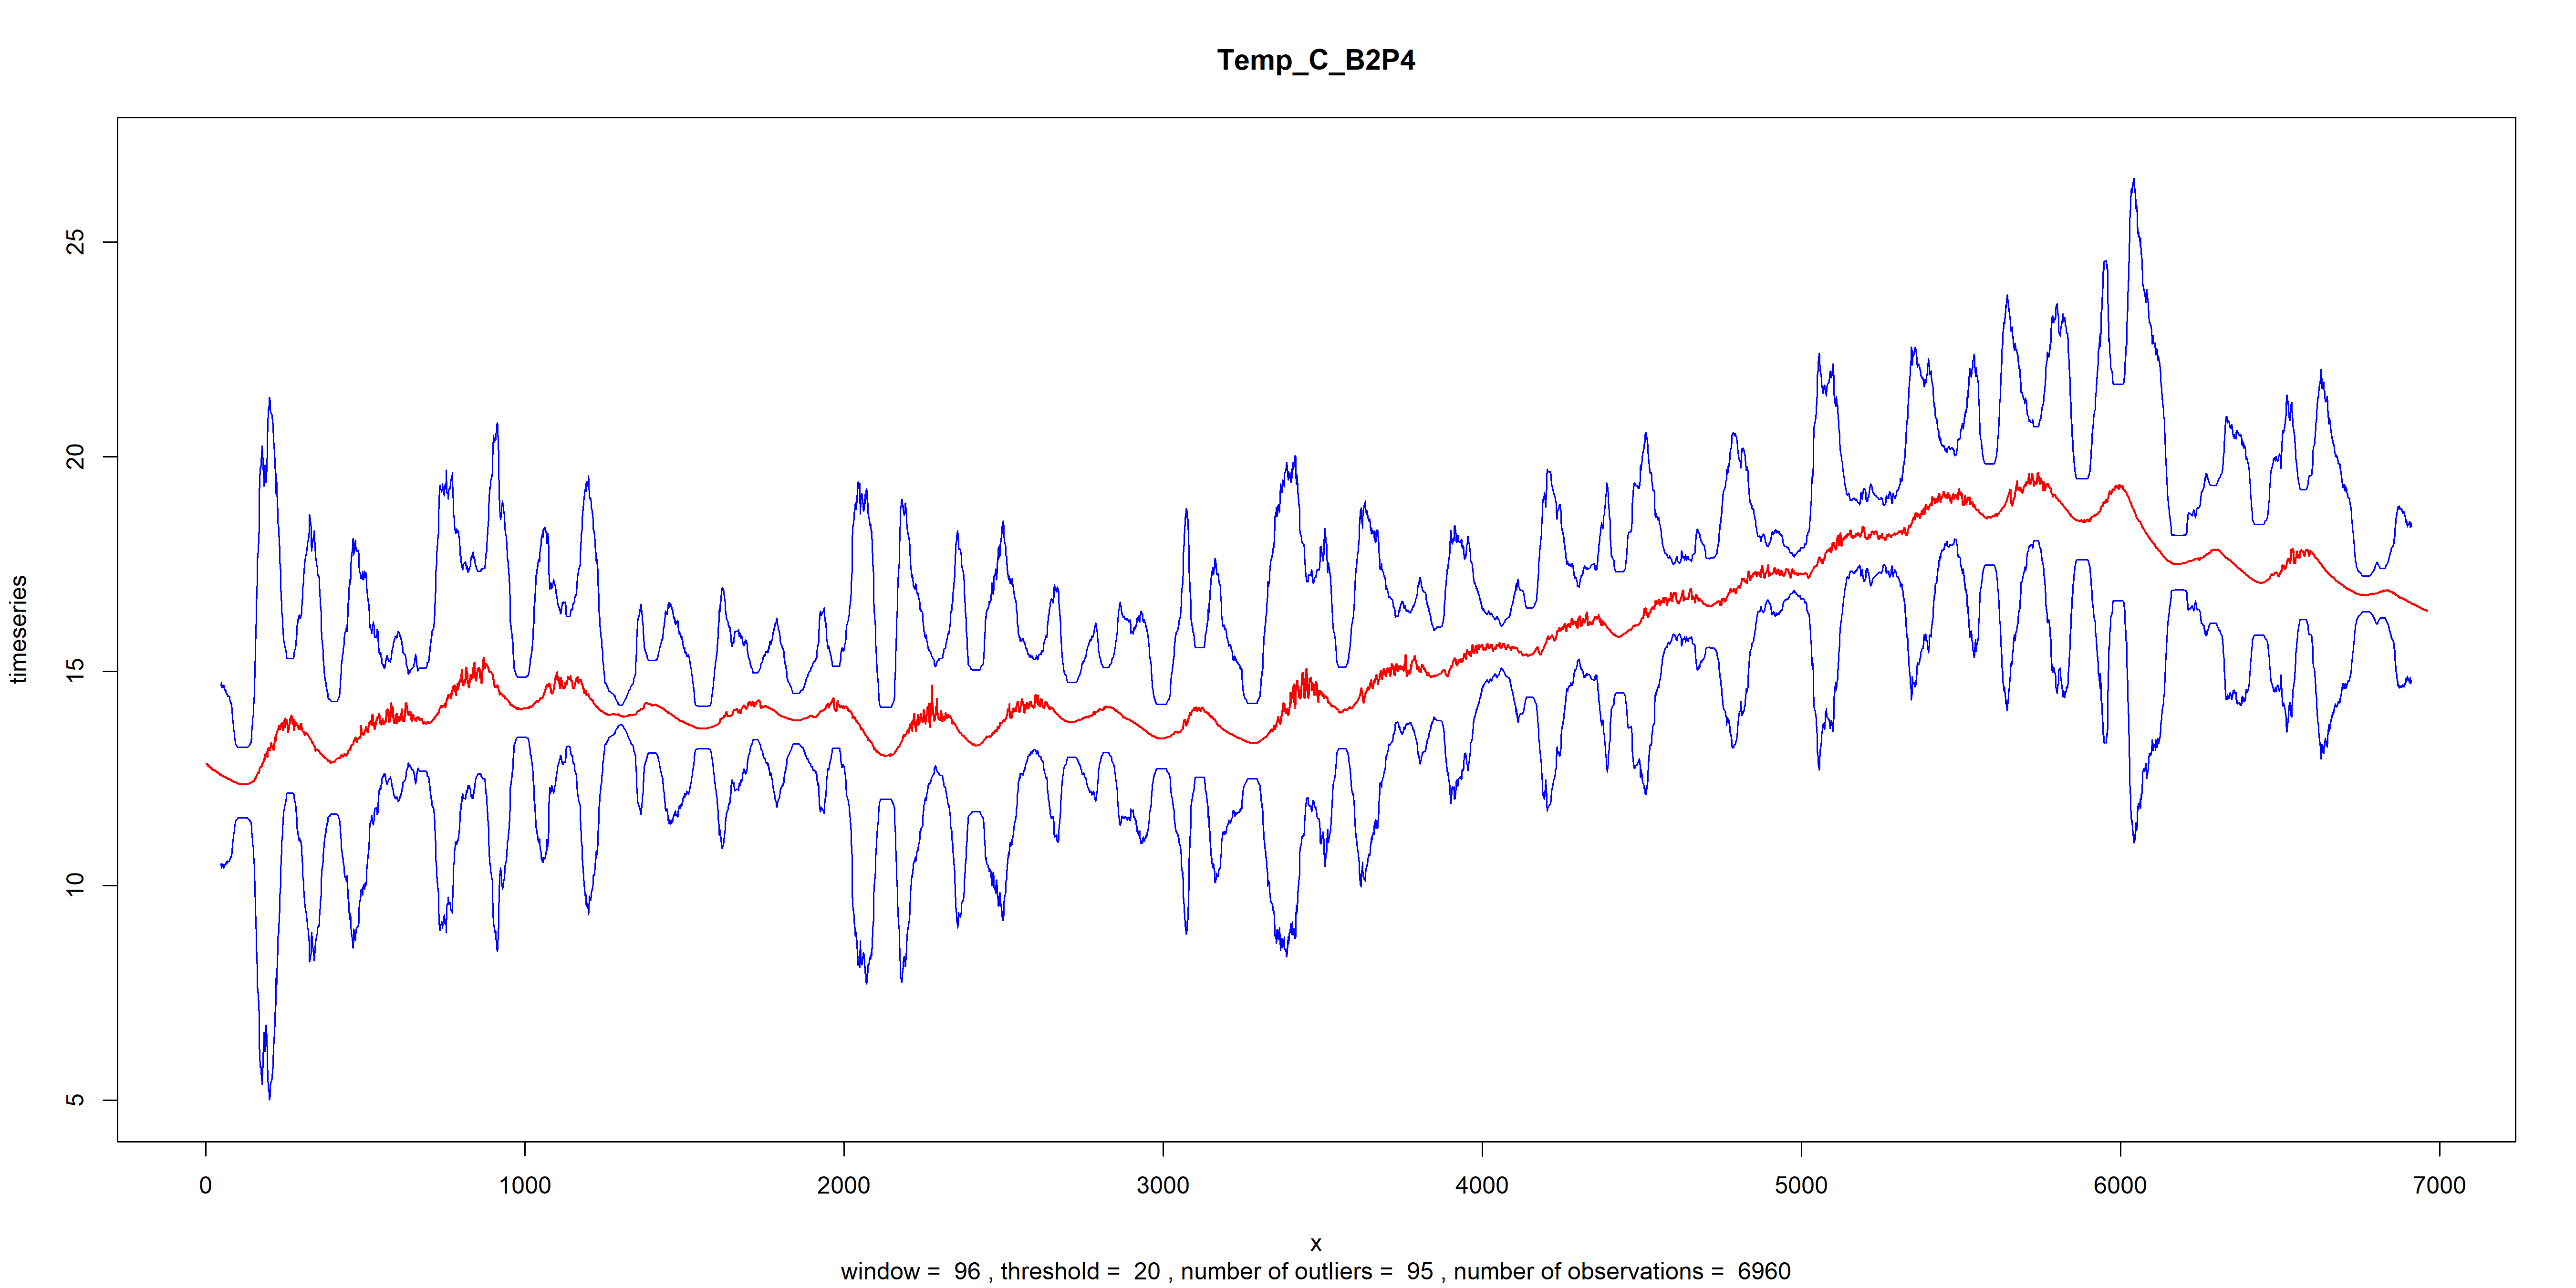 Temp_C_B2P4
timeseries
25
20
15
10
5
0 1000 2000 3000 4000 5000 6000 7000
x
window =  96 , threshold =  20 , number of outliers =  95 , number of observations =  6960